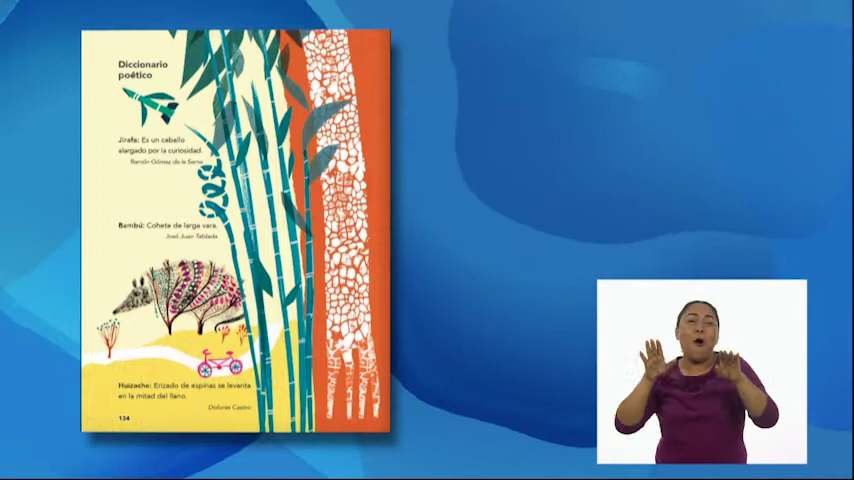 Diccionario
poético
Jirafa: Es un caballo
alargado por la curiosidad.
Ramón Gómez de la Serna
Bambú: Cohete de larga vara.
José Juan Tablada
Huizache: Erizado de espinas se levanta
en la mitad del llano.
Dolores Castro
134